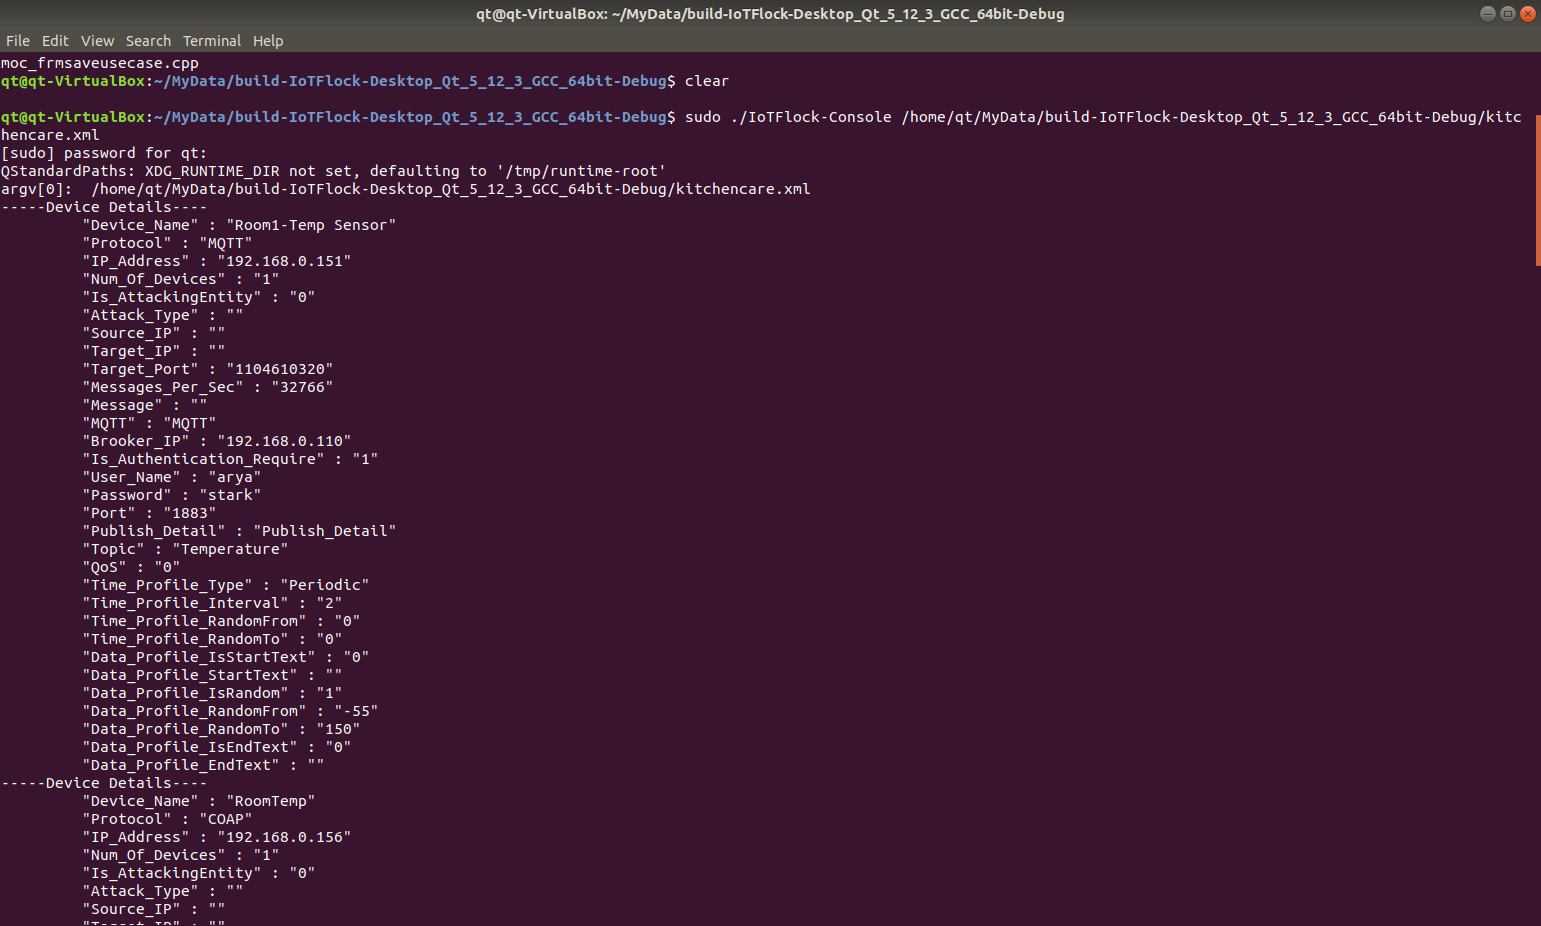 qt@qt-VirtualBox: ~/MyData/build-IoTFlock-Desktop_Qt_5_12_3_GCC_64bit-Debug
File Edit View Search Terminal Help
moc_frmsaveusecase.cpp
qt@qt-VirtualBox:~/MyData/build-IoTFlock-Desktop_Qt_5_12_3_GCC_64bit-Debug$ clear
qt@qt-VirtualBox:~/MyData/build-IoTFlock-Desktop_Qt_5_12_3_GCC_64bit-Debug$ sudo ./IoTFlock-Console /home/qt/MyData/build-IoTFlock-Desktop_Qt_5_12_3_GCC_64bit-Debug/kitc
hencare.xml
[sudo] password for qt:
QStandardPaths: XDG_RUNTIME_DIR not set, defaulting to '/tmp/runtime-root'
argv[0]:  /home/qt/MyData/build-IoTFlock-Desktop_Qt_5_12_3_GCC_64bit-Debug/kitchencare.xml
-----Device Details----
"Device_Name" : "Room1-Temp Sensor"
"Protocol" : "MQTT"
"IP_Address" : "192.168.0.151"
"Num_Of_Devices" : "1"
"Is_AttackingEntity" : "0"
"Attack_Type" : ""
"Source_IP" : ""
"Target_IP" : ""
"Target_Port" : "1104610320"
"Messages_Per_Sec" : "32766"
"Message" : ""
"MQTT" : "MQTT"
"Brooker_IP" : "192.168.0.110"
"Is_Authentication_Require" : "1"
"User_Name" : "arya"
"Password" : "stark"
"Port" : "1883"
"Publish_Detail" : "Publish_Detail"
"Topic" : "Temperature"
"QoS" : "0"
"Time_Profile_Type" : "Periodic"
"Time_Profile_Interval" : "2"
"Time_Profile_RandomFrom" : "0"
"Time_Profile_RandomTo" : "0"
"Data_Profile_IsStartText" : "0"
"Data_Profile_StartText" : ""
"Data_Profile_IsRandom" : "1"
"Data_Profile_RandomFrom" : "-55"
"Data_Profile_RandomTo" : "150"
"Data_Profile_IsEndText" : "0"
"Data_Profile_EndText" : ""
-----Device Details----
"Device_Name" : "RoomTemp"
"Protocol" : "COAP"
"IP_Address" : "192.168.0.156"
"Num_Of_Devices" : "1"
"Is_AttackingEntity" : "0"
"Attack_Type" : ""
"Source_IP" : ""
"Target_IP" : ""